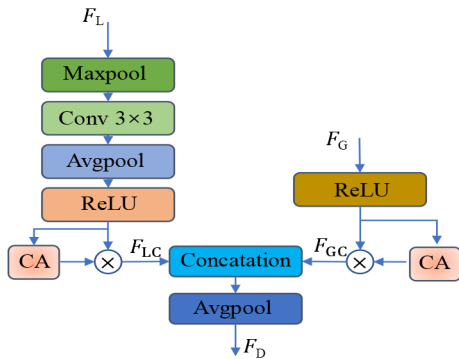 F_L
Maxpool
Conv 3×3
Avgpool
ReLU
F_G
ReLU
CA
×
F_LC
Concatation
F_GC
×
CA
Avgpool
F_D